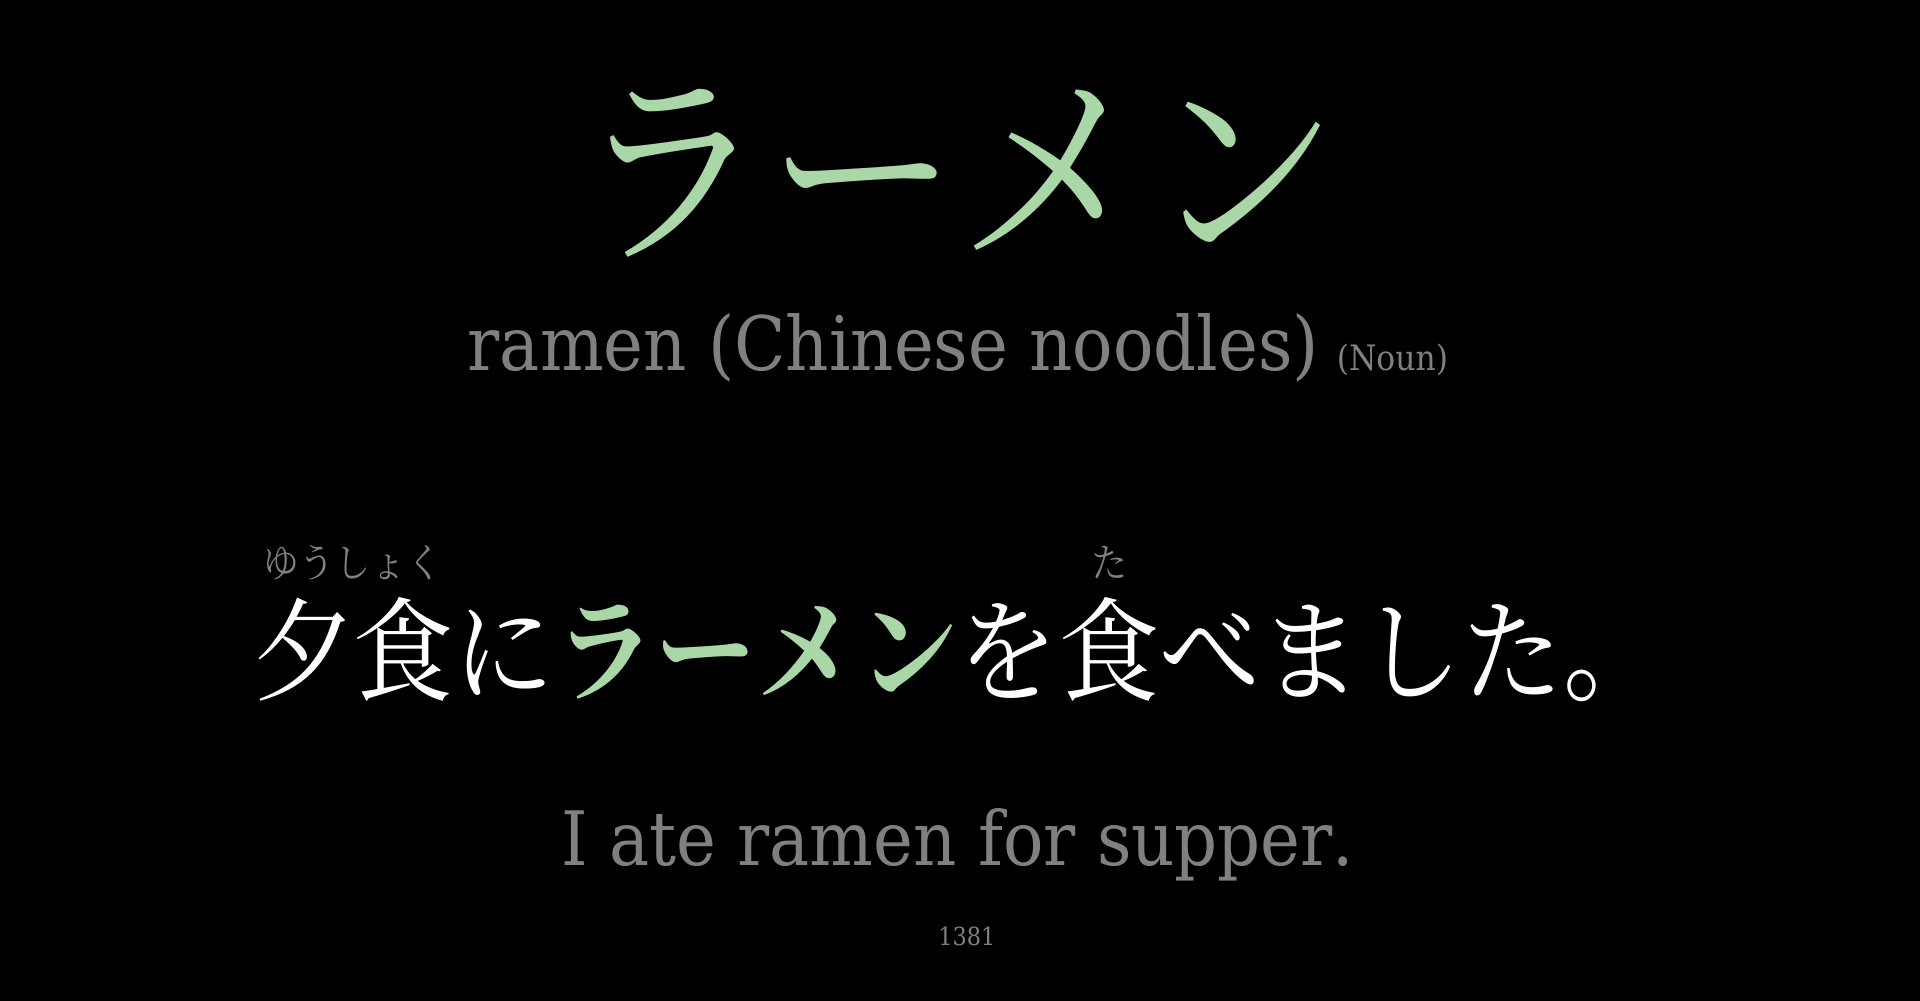 ラーメン
ramen (Chinese noodles) (Noun)
ゆうしょく た
夕食にラーメンを食べました。
I ate ramen for supper.
1381